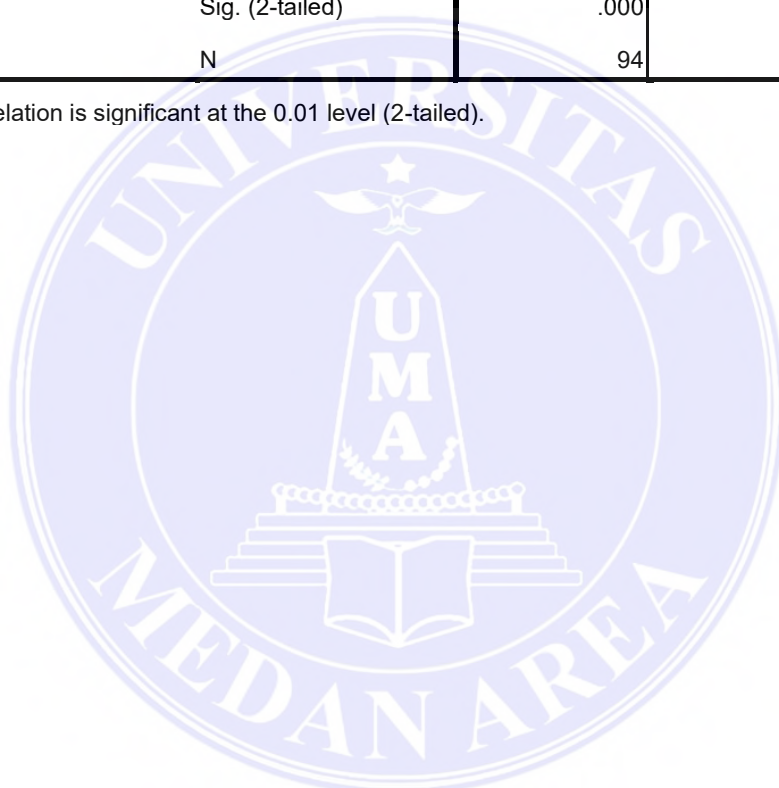 Sig. (2-tailed) .000
N 94
elation is significant at the 0.01 level (2-tailed).
UNIVERSITAS
U
M
A
MEDAN AREA